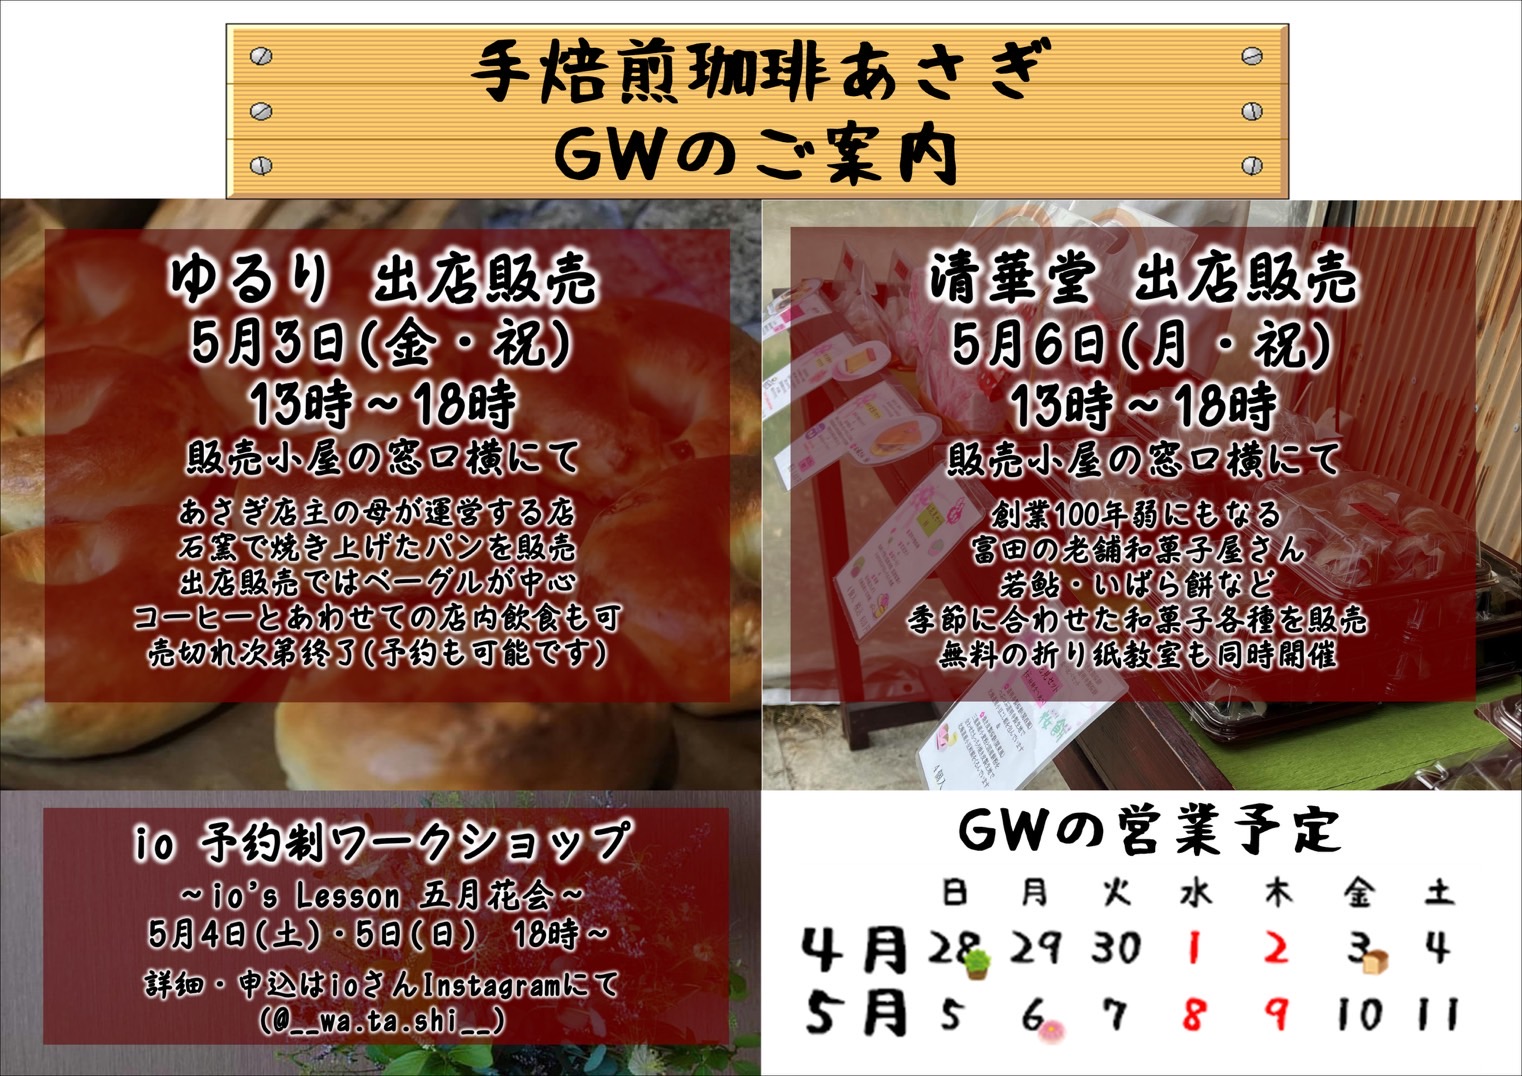 手焙煎珈琲あさぎ
GWのご案内
ゆるり 出店販売
5月3日(金・祝)
13時~18時
販売小屋の窓口横にて
あさぎ店主の母が運営する店
石窯で焼き上げたパンを販売
出店販売ではベーグルが中心
コーヒーとあわせての店内飲食も可
売切れ次第終了(予約も可能です)
清華堂 出店販売
5月6日(月・祝)
13時~18時
販売小屋の窓口横にて
創業100年弱にもなる
富田の老舗和菓子屋さん
若鮎・いばら餅など
季節に合わせた和菓子各種を販売
無料の折り紙教室も同時開催
io 予約制ワークショップ
~io's Lesson 五月花会~
5月4日(土)・5日(日) 18時~
詳細・申込はioさんInstagramにて
(@__wa.ta.shi__)
GWの営業予定
日 月 火 水 木 金 土
4月 28 29 30 1 2 3 4
5月 5 6 7 8 9 10 11